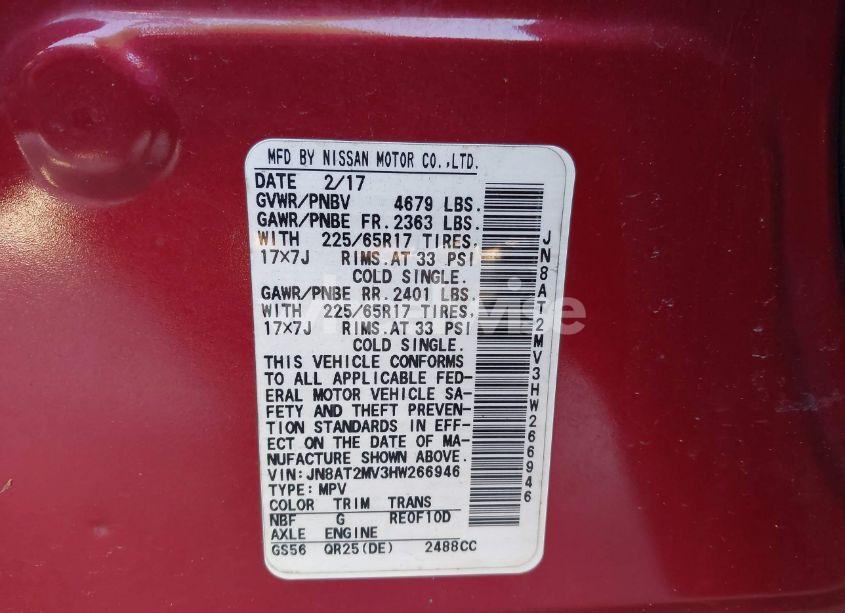 MFD BY NISSAN MOTOR CO.,LTD.
DATE 2/17
GVWR/PNBV 4679 LBS.
GAWR/PNBE FR.2363 LBS.
WITH 225/65R17 TIRES.
17×7J RIMS.AT 33 PSI
COLD SINGLE.
GAWR/PNBE RR.2401 LBS.
WITH 225/65R17 TIRES.
17×7J RIMS.AT 33 PSI
COLD SINGLE.
THIS VEHICLE CONFORMS
TO ALL APPLICABLE FED-
ERAL MOTOR VEHICLE SA-
FETY AND THEFT PREVEN-
TION STANDARDS IN EFF-
ECT ON THE DATE OF MA-
NUFACTURE SHOWN ABOVE.
VIN:JN8AT2MV3HW266946
TYPE:MPV
COLOR TRIM TRANS
NBF G RE0F10D
AXLE ENGINE
GS56 QR25(DE) 2488CC
JN8AT2MV3HW266946